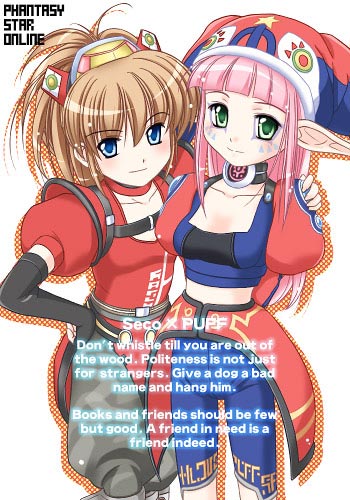 PHANTASY
STAR
ONLINE
Seco X PUFF
Don't whistle till you are out of
the wood. Politeness is not just
for strangers. Give a dog a bad
name and hang him.
Books and friends should be few
but good. A friend in need is a
friend indeed.